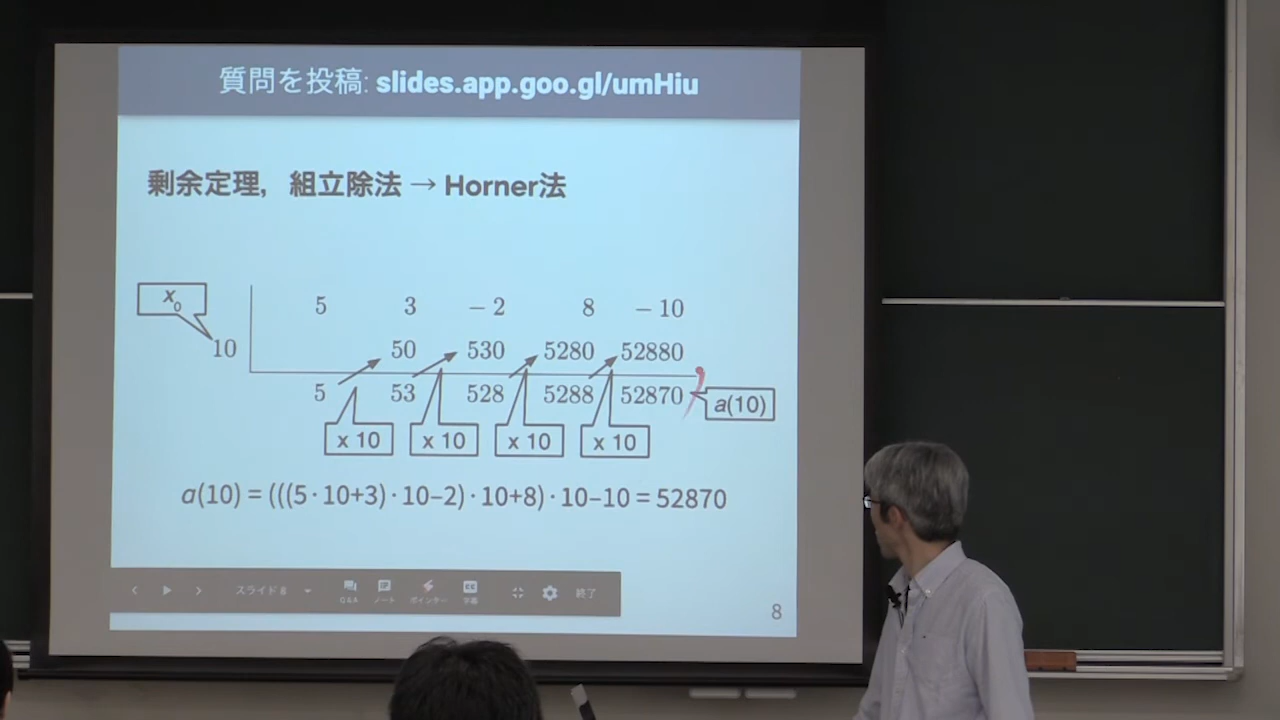 質問を投稿: slides.app.goo.gl/umHiu
剰余定理，組立除法 → Horner法
x0
5 3 −2 8 −10
10
50 530 5280 52880
5 53 528 5288 52870
a(10)
x 10 x 10 x 10 x 10
a(10) = (((5·10+3)·10–2)·10+8)·10–10 = 52870
スライド 8
Q&A ノート ポインター 字幕 終了
8